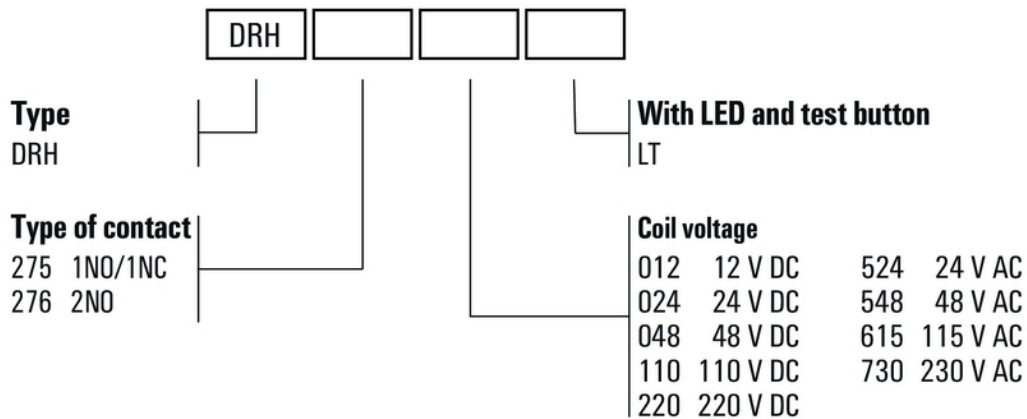 DRH
Type
DRH
Type of contact
275 1NO/1NC
276 2NO
With LED and test button
LT
Coil voltage
012 12 V DC 524 24 V AC
024 24 V DC 548 48 V AC
048 48 V DC 615 115 V AC
110 110 V DC 730 230 V AC
220 220 V DC